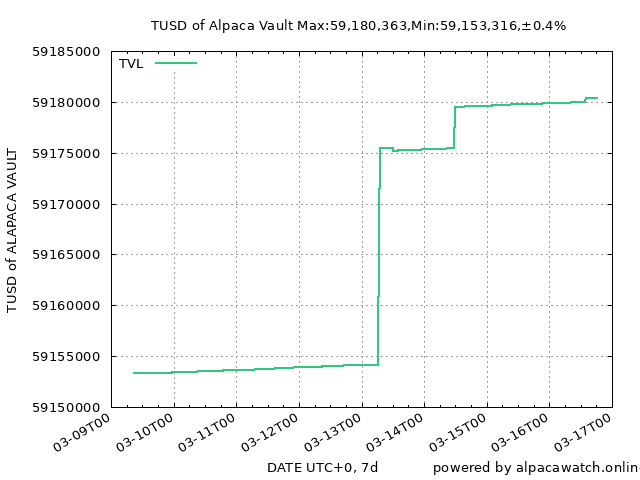 TUSD of Alpaca Vault Max:59,180,363,Min:59,153,316,±0.4%
TVL
59185000
59180000
59175000
59170000
59165000
59160000
59155000
59150000
TUSD of ALAPACA VAULT
03-09T00
03-10T00
03-11T00
03-12T00
03-13T00
03-14T00
03-15T00
03-16T00
03-17T00
DATE UTC+0, 7d
powered by alpacawatch.onlin